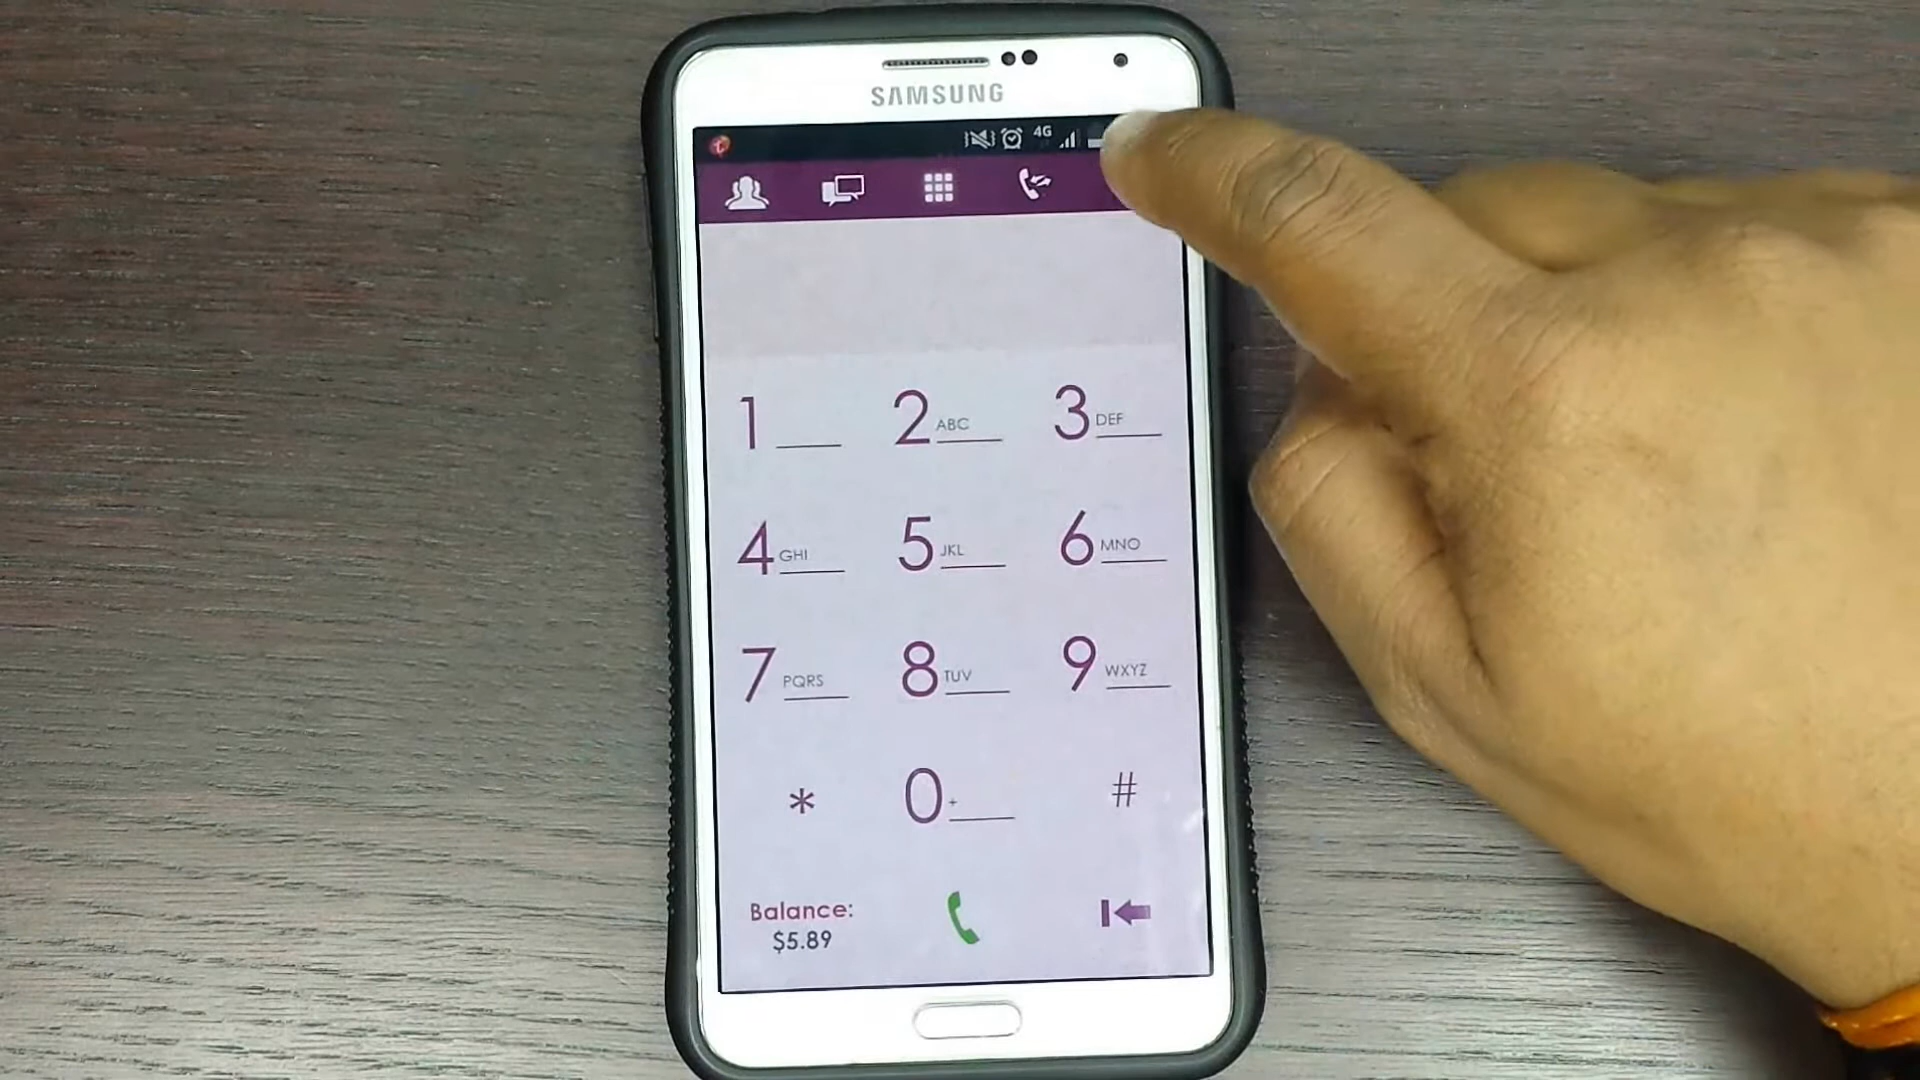 SAMSUNG
4G
1 2 ABC 3 DEF
4 GHI 5 JKL 6 MNO
7 PQRS 8 TUV 9 WXYZ
* 0 + #
Balance:
$5.89